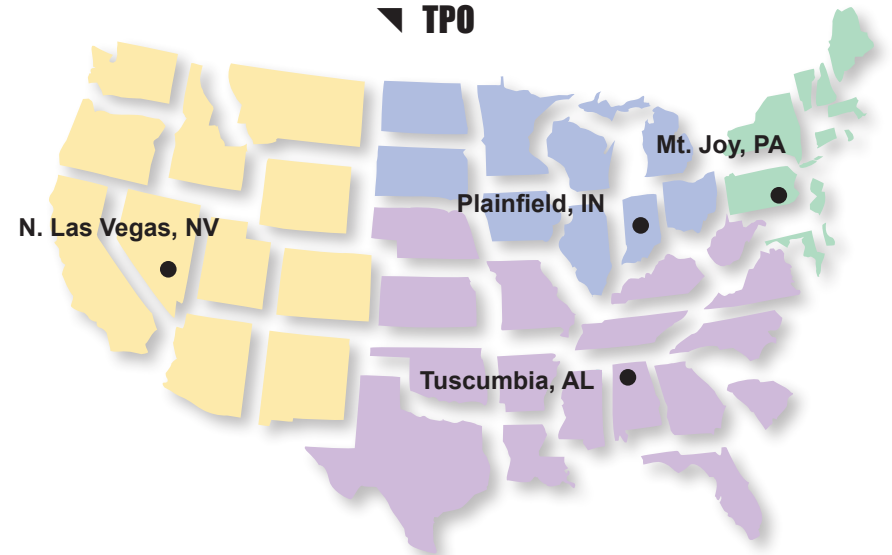 TPO
Mt. Joy, PA
Plainfield, IN
N. Las Vegas, NV
Tuscumbia, AL